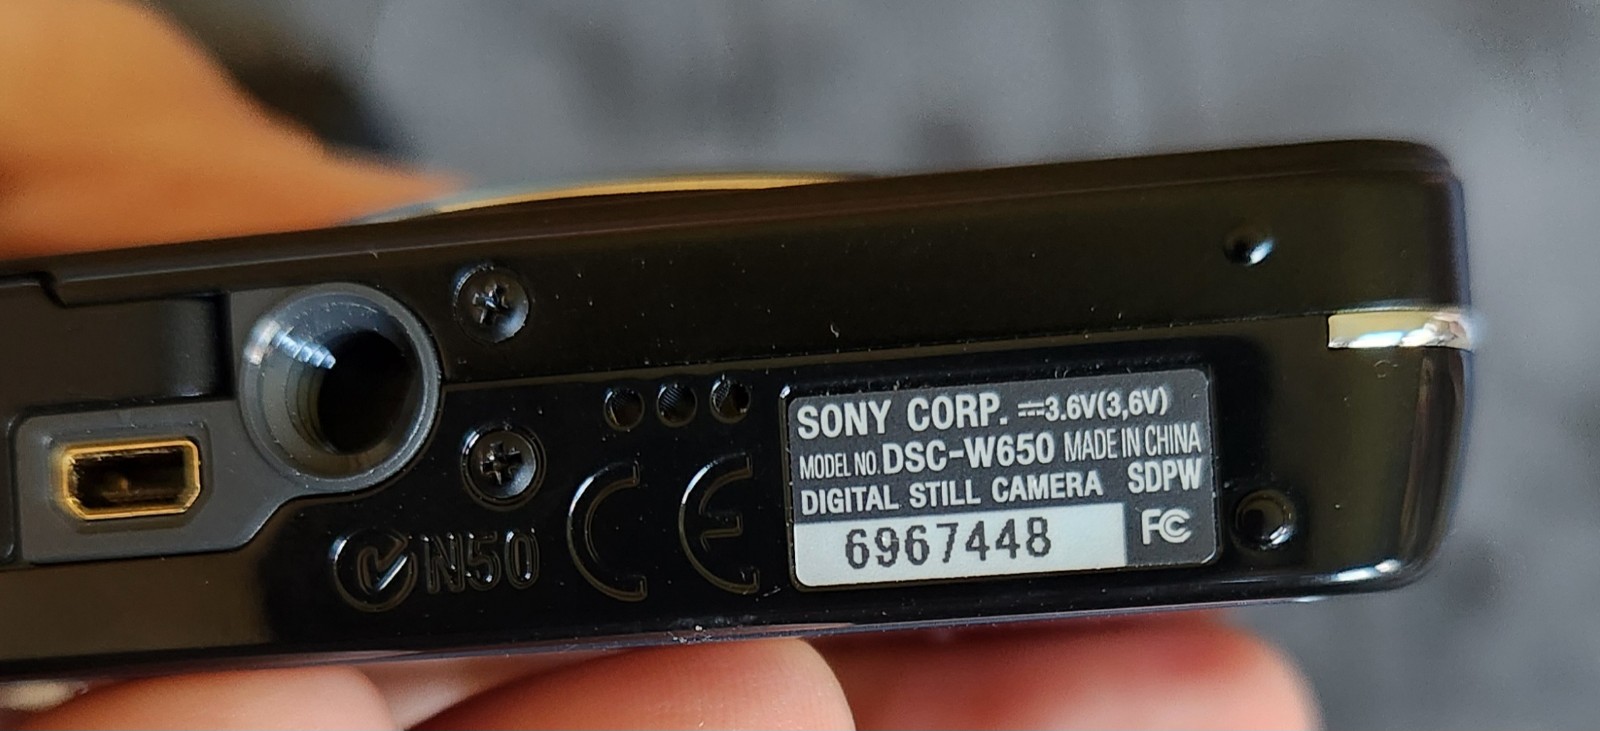 SONY CORP. ⎓3.6V(3,6V)
MODEL NO. DSC-W650 MADE IN CHINA
DIGITAL STILL CAMERA SDPW
6967448 FC
N50 CE